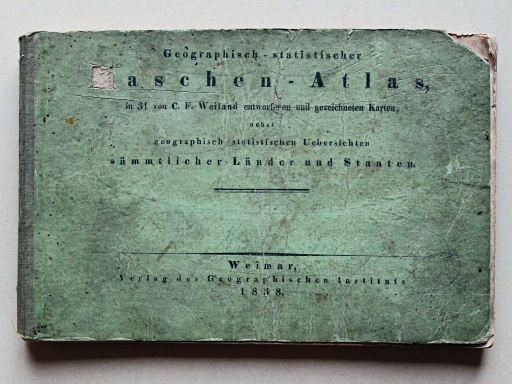 Geographisch-statistischer
aschen-Atlas,
in 31 von C. F. Weiland entworfenen und gezeichneten Karten,
nebst
geographisch-statistischen Uebersichten
sämmtlicher Länder und Staaten.
Weimar,
Verlag des Geographischen Instituts
1838.